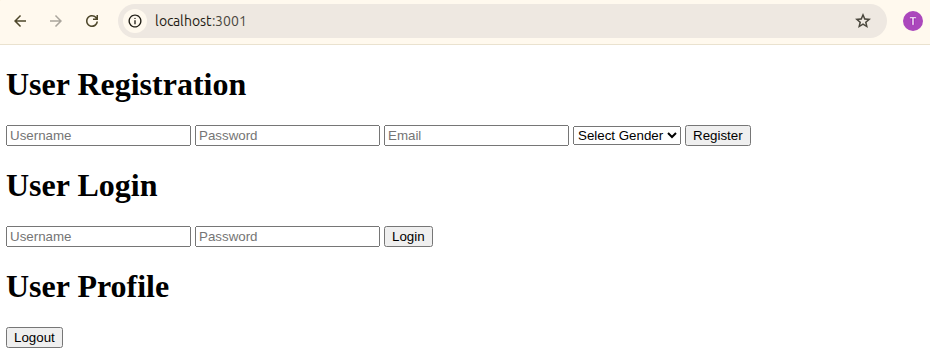 localhost:3001
T
User Registration
Username Password Email Select Gender Register
User Login
Username Password Login
User Profile
Logout